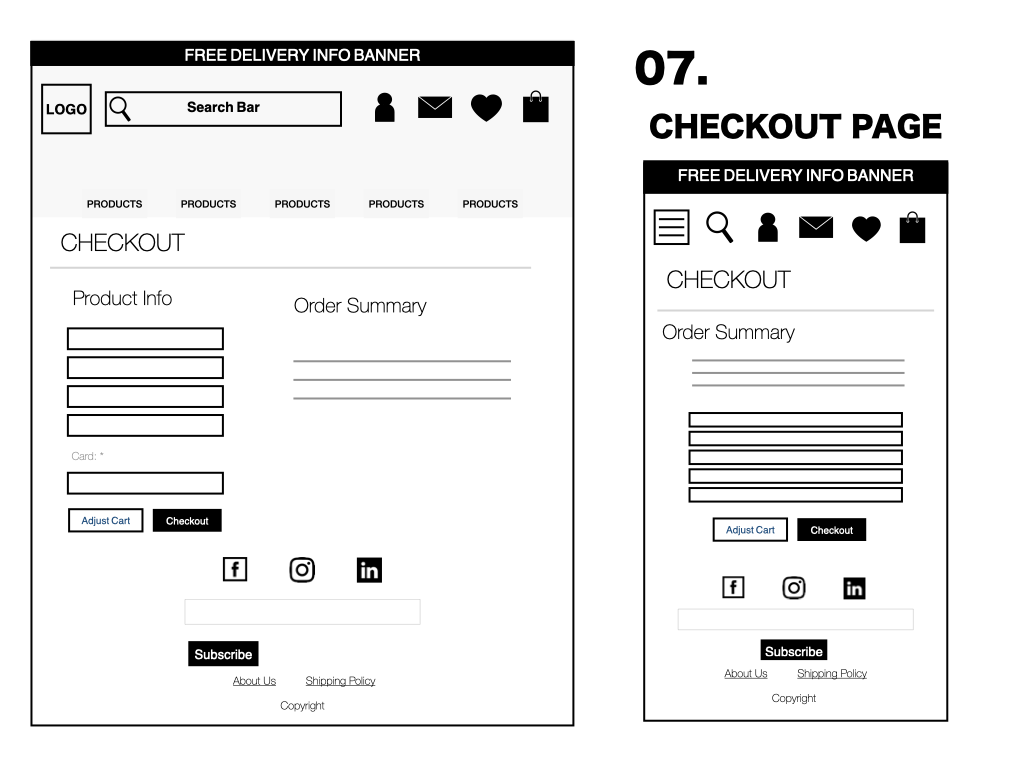 FREE DELIVERY INFO BANNER
LOGO
Search Bar
PRODUCTS PRODUCTS PRODUCTS PRODUCTS PRODUCTS
CHECKOUT
Product Info
Order Summary
Card: *
Adjust Cart
Checkout
f
in
Subscribe
About Us Shipping Policy
Copyright
07.
CHECKOUT PAGE
FREE DELIVERY INFO BANNER
CHECKOUT
Order Summary
Adjust Cart
Checkout
f
in
Subscribe
About Us Shipping Policy
Copyright